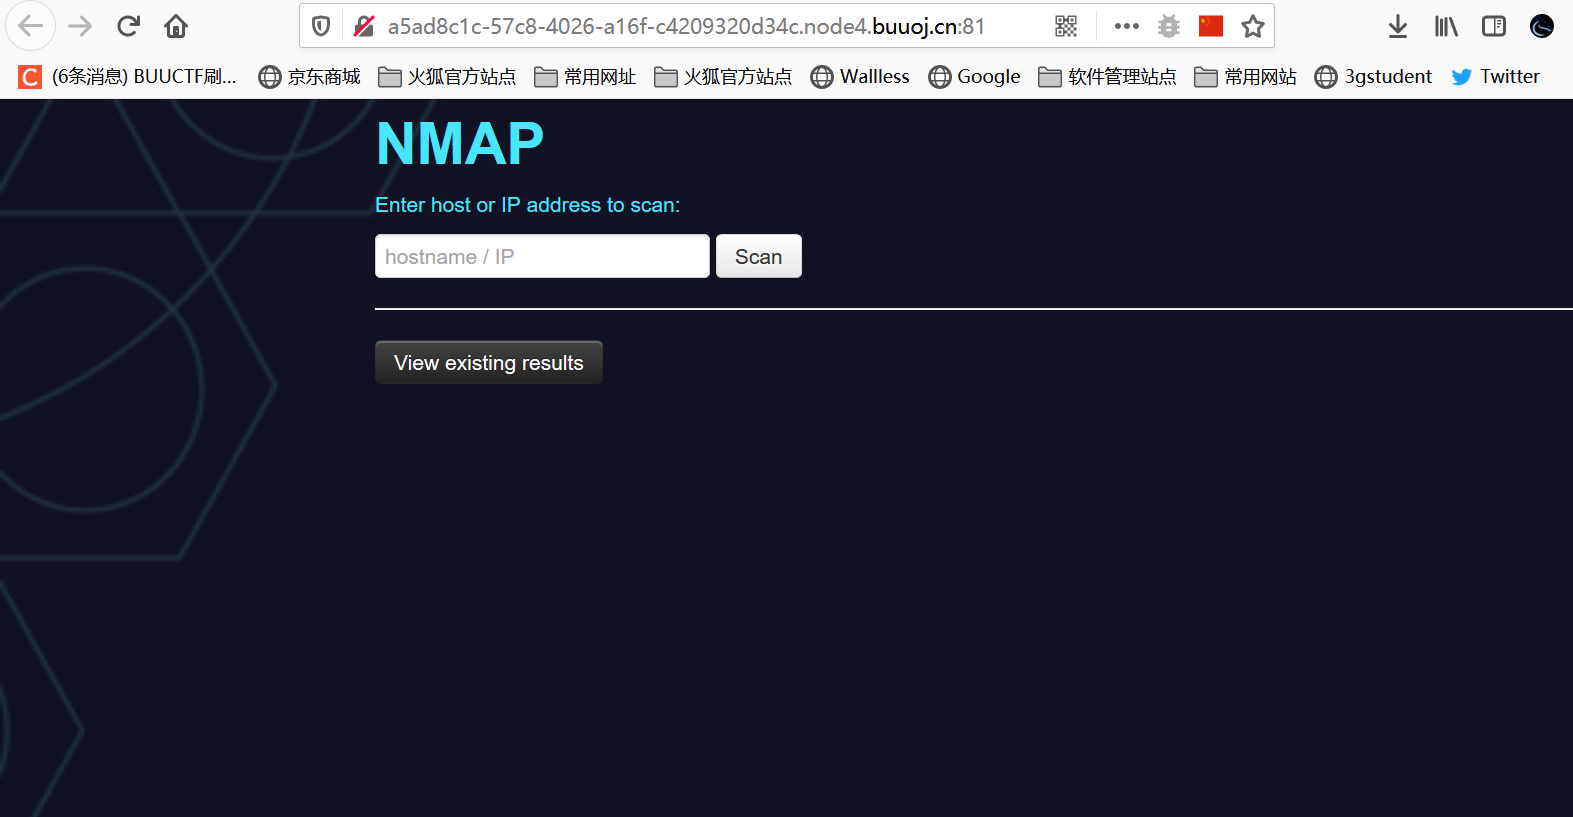 a5ad8c1c-57c8-4026-a16f-c4209320d34c.node4.buuoj.cn:81
C (6条消息) BUUCTF刷... 京东商城 火狐官方站点 常用网址 火狐官方站点 Wallless Google 软件管理站点 常用网站 3gstudent Twitter
NMAP
Enter host or IP address to scan:
hostname / IP Scan
View existing results